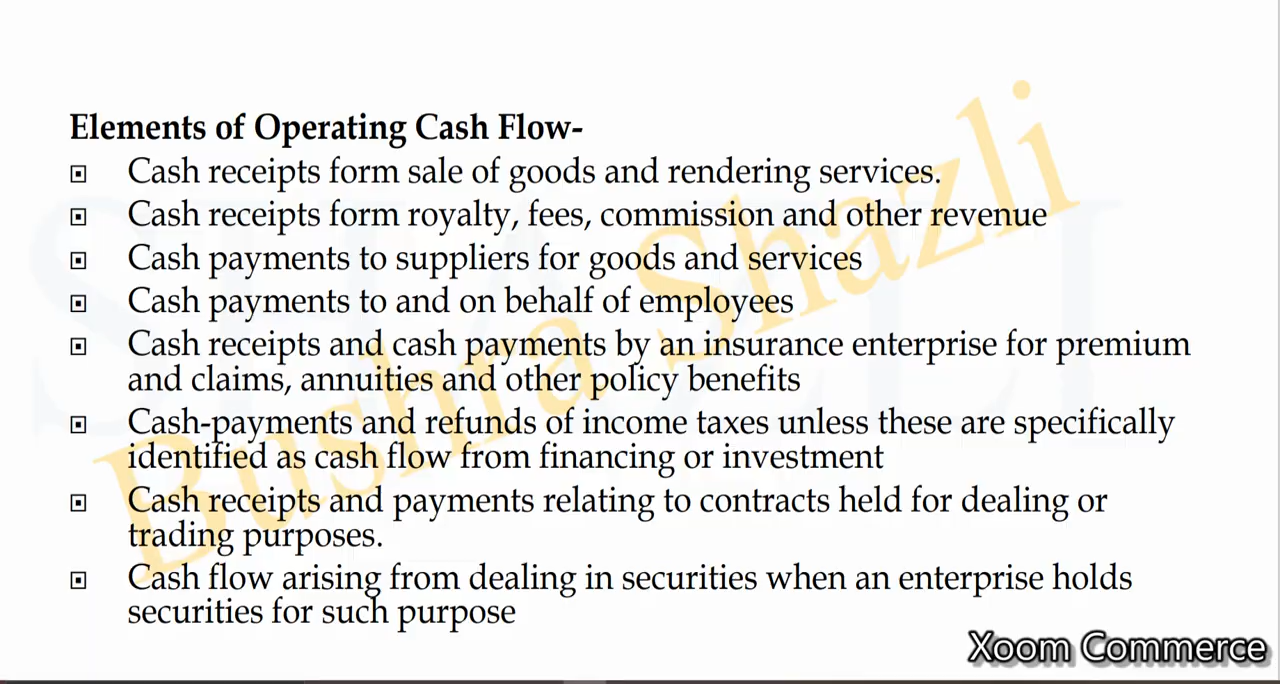 Elements of Operating Cash Flow-
Cash receipts form sale of goods and rendering services.
Cash receipts form royalty, fees, commission and other revenue
Cash payments to suppliers for goods and services
Cash payments to and on behalf of employees
Cash receipts and cash payments by an insurance enterprise for premium
and claims, annuities and other policy benefits
Cash-payments and refunds of income taxes unless these are specifically
identified as cash flow from financing or investment
Cash receipts and payments relating to contracts held for dealing or
trading purposes.
Cash flow arising from dealing in securities when an enterprise holds
securities for such purpose
Bushra Shazli
SHAZLI
Xoom Commerce